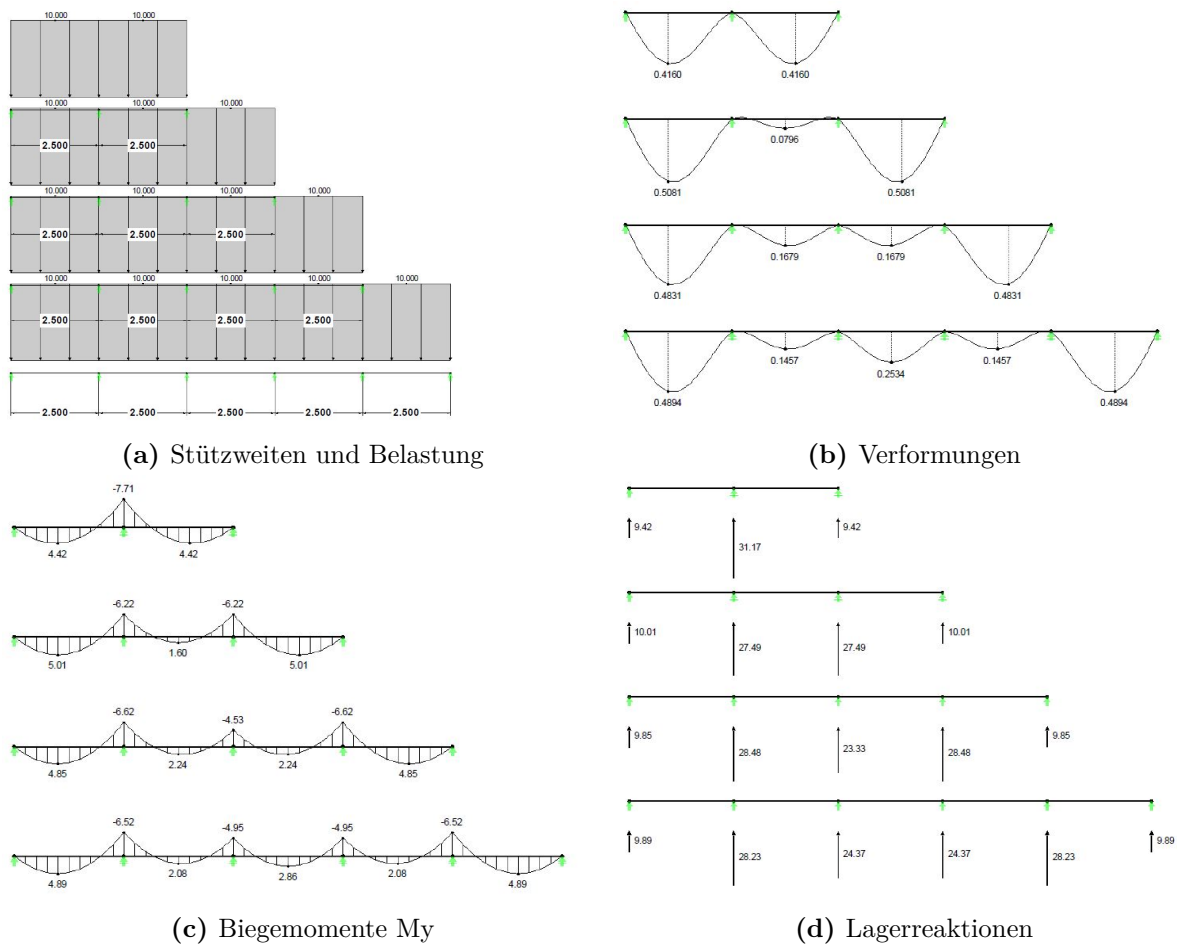 10.000 10.000
10.000 10.000 10.000
2.500 2.500
10.000 10.000 10.000 10.000
2.500 2.500 2.500
10.000 10.000 10.000 10.000 10.000
2.500 2.500 2.500 2.500
2.500 2.500 2.500 2.500 2.500
(a) Stützweiten und Belastung
0.4160 0.4160
0.0796
0.5081 0.5081
0.1679 0.1679
0.4831 0.4831
0.1457 0.2534 0.1457
0.4894 0.4894
(b) Verformungen
-7.71
4.42 4.42
-6.22 -6.22
5.01 1.60 5.01
-6.62 -4.53 -6.62
4.85 2.24 2.24 4.85
-6.52 -4.95 -4.95 -6.52
4.89 2.08 2.86 2.08 4.89
(c) Biegemomente My
9.42 31.17 9.42
10.01 27.49 27.49 10.01
9.85 28.48 23.33 28.48 9.85
9.89 28.23 24.37 24.37 28.23 9.89
(d) Lagerreaktionen